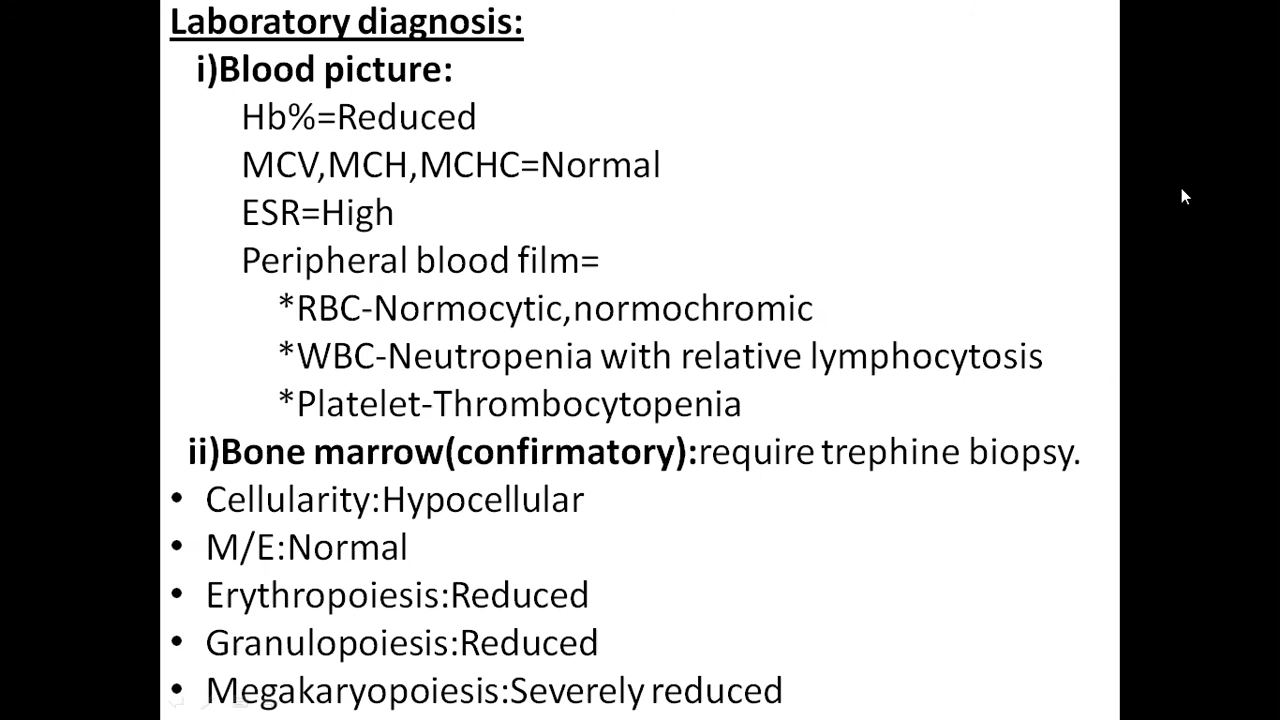 Laboratory diagnosis:
i)Blood picture:
Hb%=Reduced
MCV,MCH,MCHC=Normal
ESR=High
Peripheral blood film=
*RBC-Normocytic,normochromic
*WBC-Neutropenia with relative lymphocytosis
*Platelet-Thrombocytopenia
ii)Bone marrow(confirmatory):require trephine biopsy.
• Cellularity:Hypocellular
• M/E:Normal
• Erythropoiesis:Reduced
• Granulopoiesis:Reduced
• Megakaryopoiesis:Severely reduced